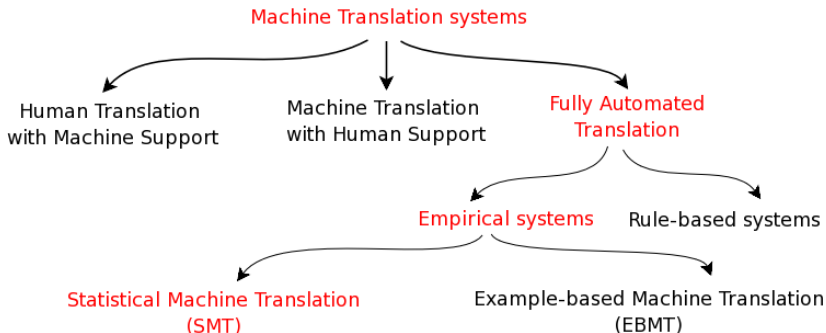 Machine Translation systems
Human Translation
with Machine Support
Machine Translation
with Human Support
Fully Automated
Translation
Empirical systems
Rule-based systems
Statistical Machine Translation
(SMT)
Example-based Machine Translation
(EBMT)